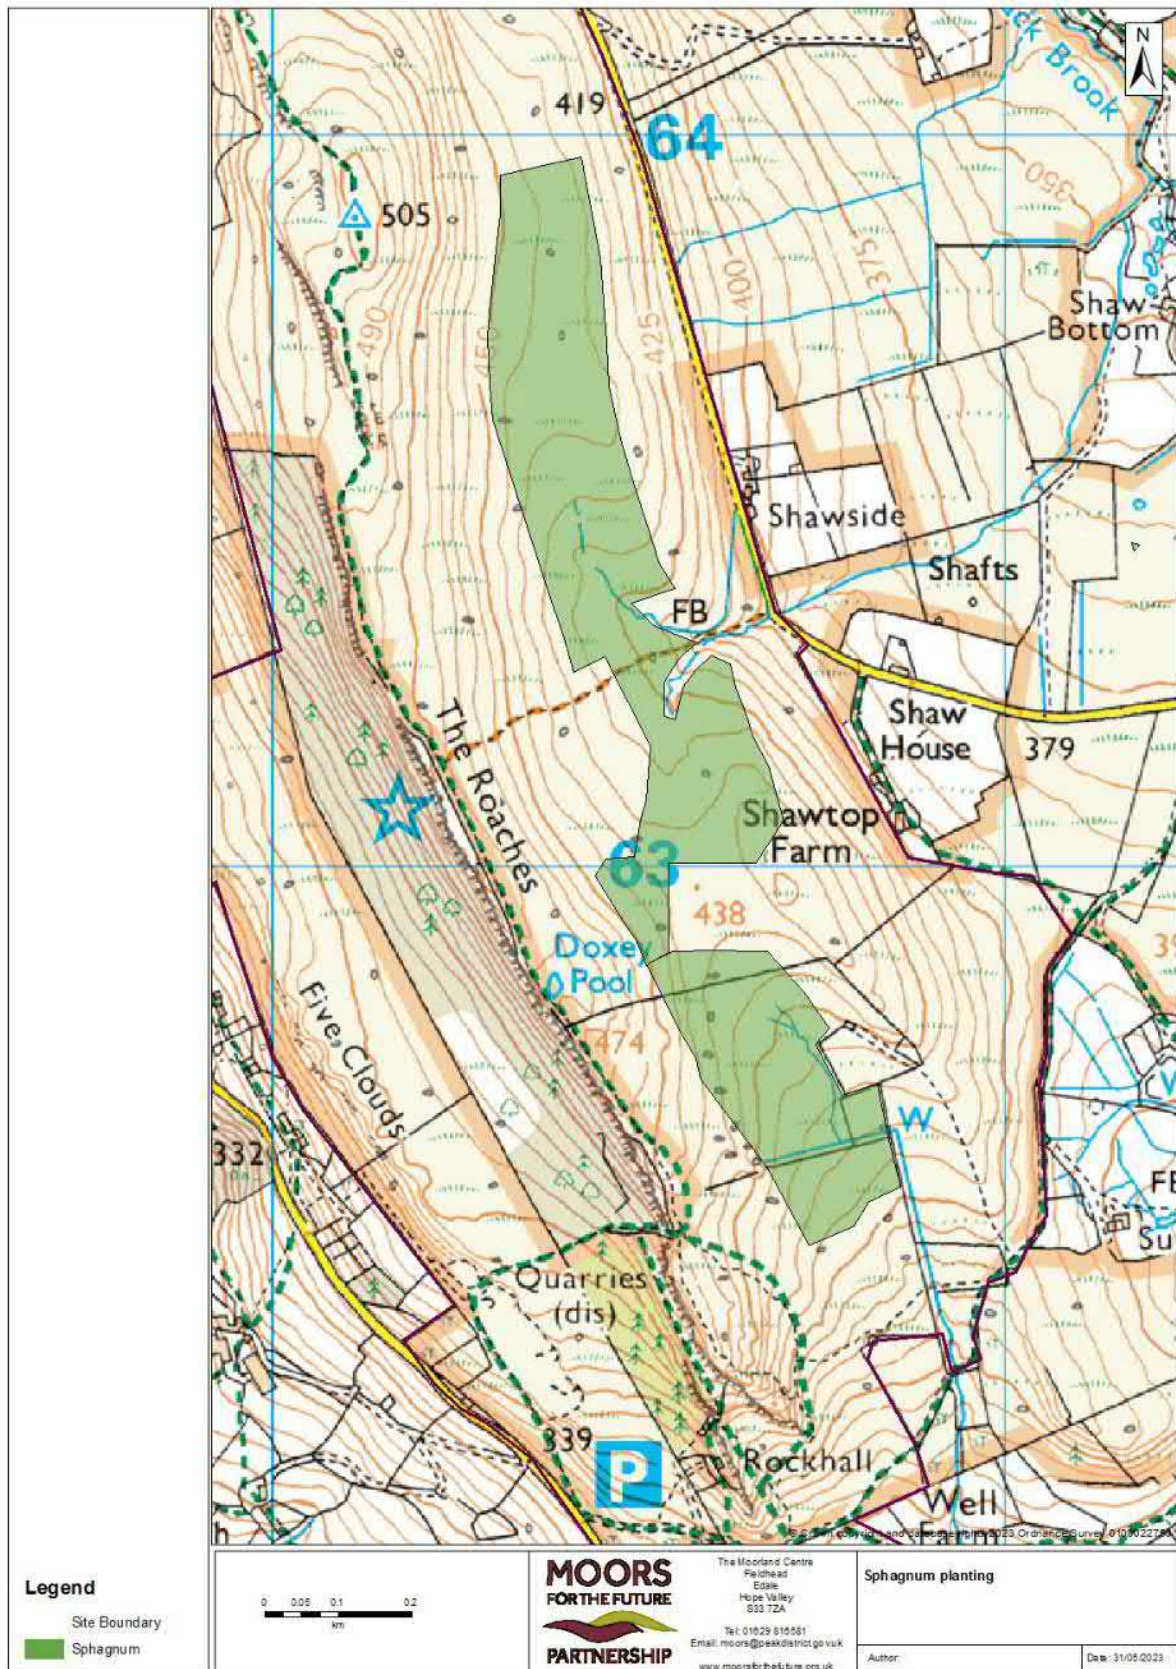 N
ck Brook
419
64
350
505
375
400
490
450
425
Shaw
Bottom
Shawside
Shafts
FB
The Roaches
Shaw
House
379
Shawtop
Farm
63
438
Doxey
Pool
474
Five Clouds
W
332
FB
Su
Quarries
(dis)
339
P
Rockhall
Well
Farm
Legend
Site Boundary
Sphagnum
0 0.05 0.1 0.2
km
MOORS
FOR THE FUTURE
PARTNERSHIP
The Moorland Centre
Fieldhead
Edale
Hope Valley
S33 7ZA
Tel: 01629 816581
Email: moors@peakdistrict.gov.uk
www.moorsforthefuture.org.uk
Sphagnum planting
Author:
Date: 31/05/2023